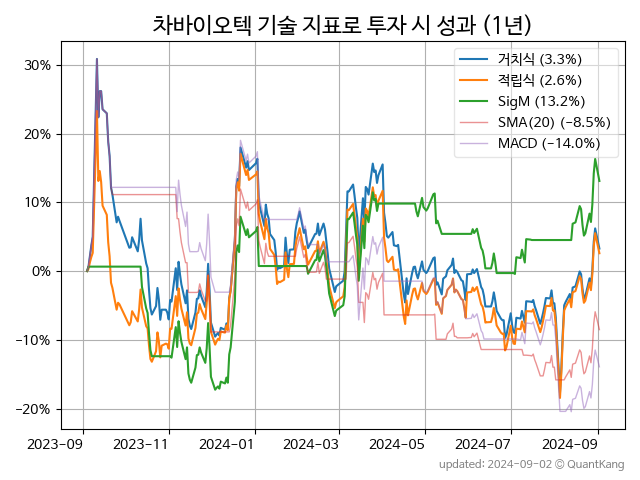 차바이오텍 기술 지표로 투자 시 성과 (1년)
거치식 (3.3%)
적립식 (2.6%)
SigM (13.2%)
SMA(20) (−8.5%)
MACD (−14.0%)
30%
20%
10%
0%
−10%
−20%
2023-09 2023-11 2024-01 2024-03 2024-05 2024-07 2024-09
updated: 2024-09-02 © QuantKang